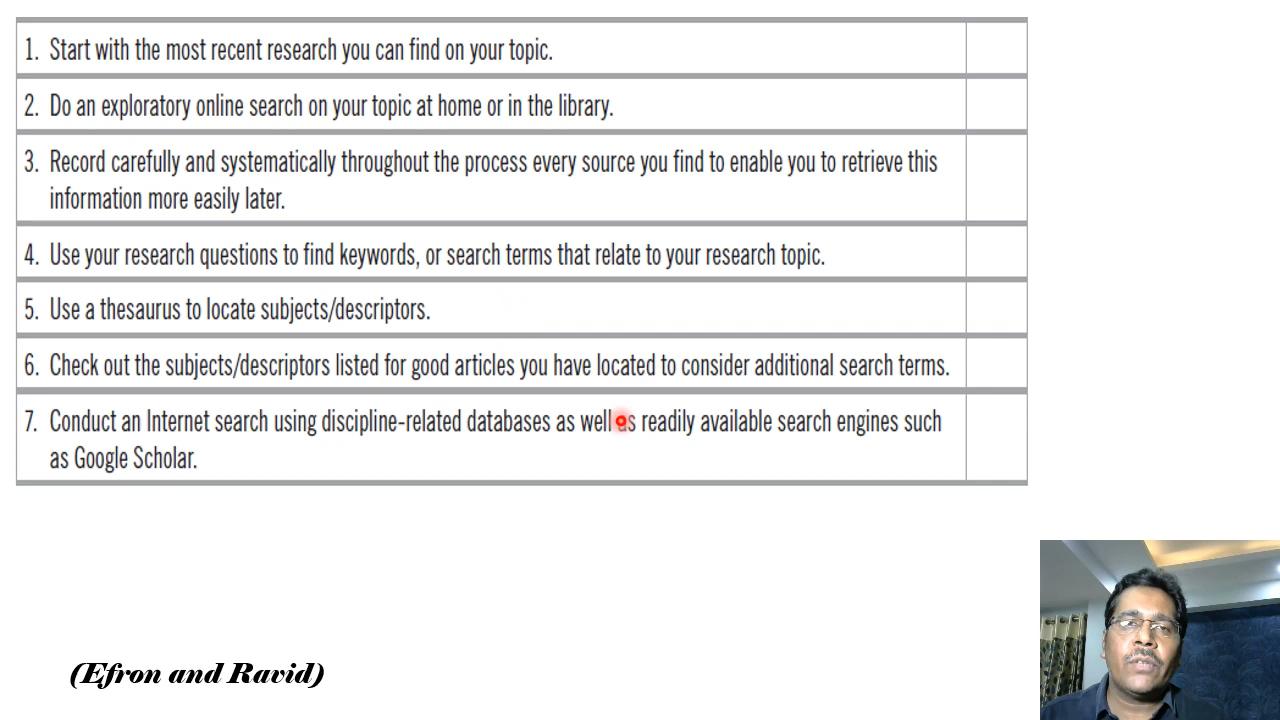 1. Start with the most recent research you can find on your topic.
2. Do an exploratory online search on your topic at home or in the library.
3. Record carefully and systematically throughout the process every source you find to enable you to retrieve this
information more easily later.
4. Use your research questions to find keywords, or search terms that relate to your research topic.
5. Use a thesaurus to locate subjects/descriptors.
6. Check out the subjects/descriptors listed for good articles you have located to consider additional search terms.
7. Conduct an Internet search using discipline-related databases as well as readily available search engines such
as Google Scholar.
(Efron and Ravid)